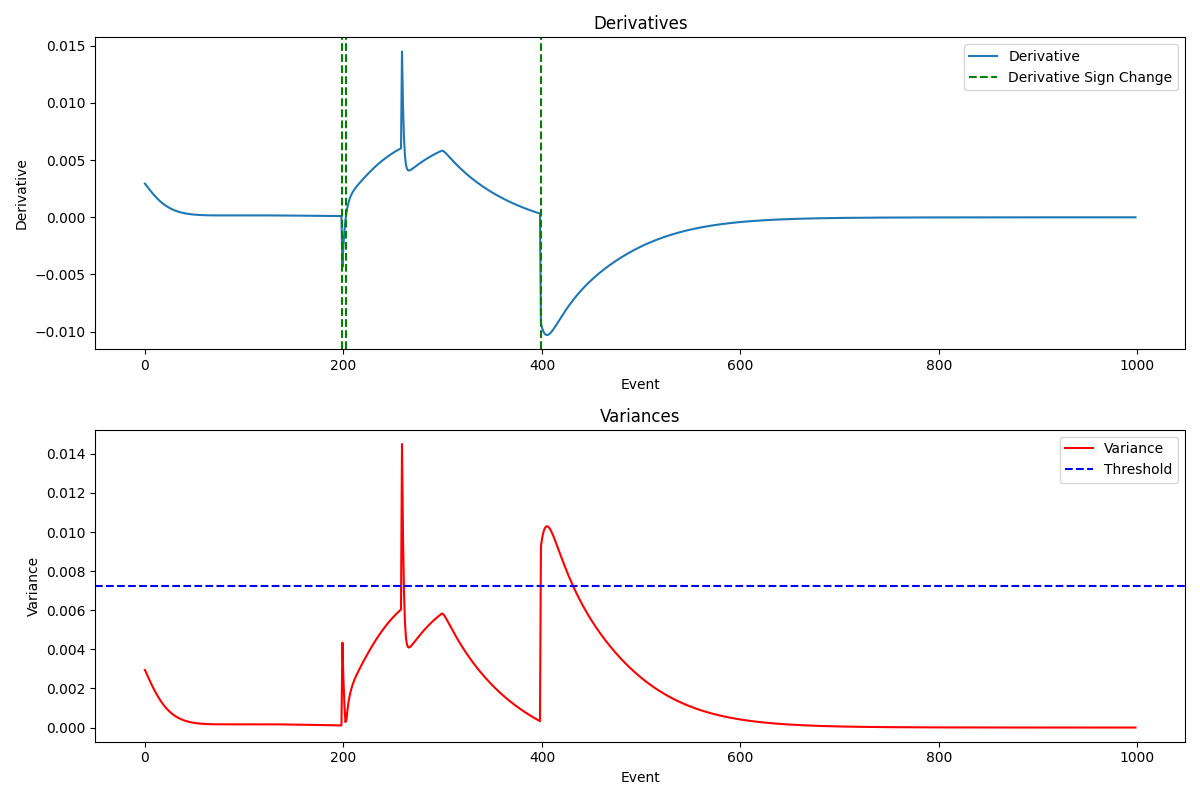 Derivatives
0.015
0.010
0.005
0.000
−0.005
−0.010
Derivative
Derivative
Derivative Sign Change
0 200 400 600 800 1000
Event
Variances
0.014
0.012
0.010
0.008
0.006
0.004
0.002
0.000
Variance
Variance
Threshold
0 200 400 600 800 1000
Event